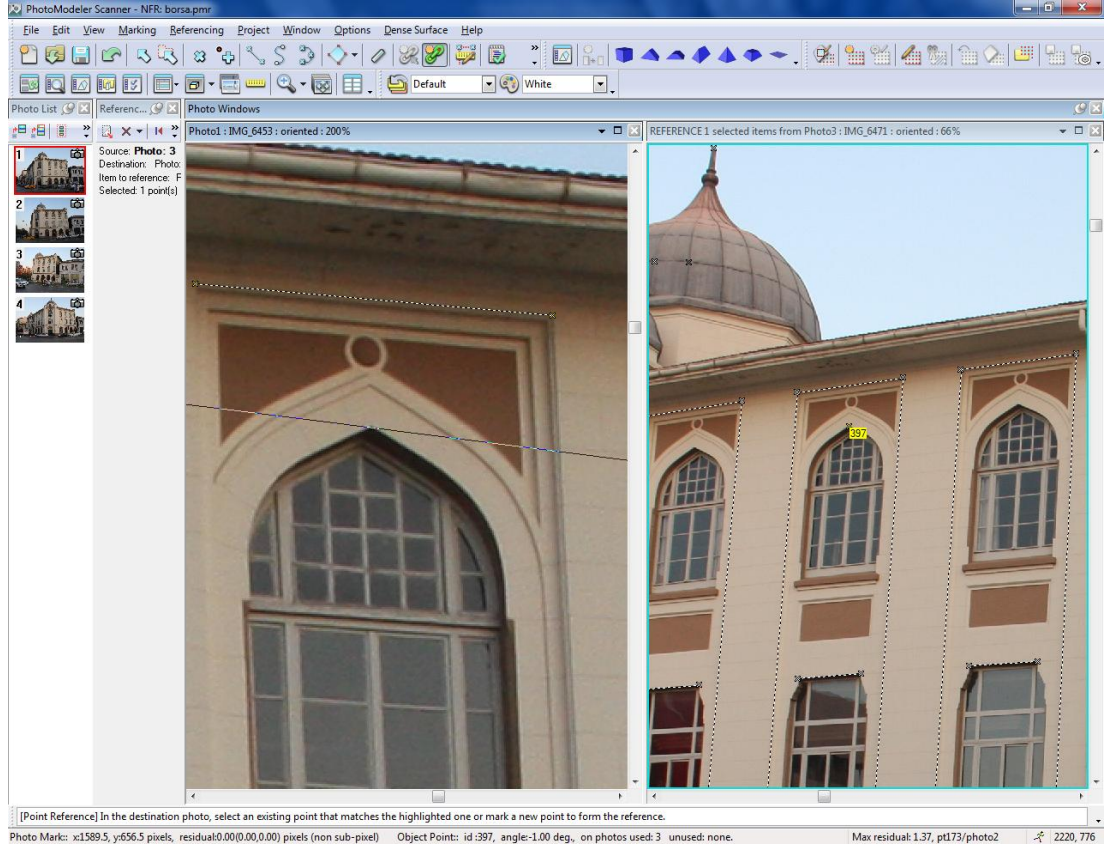 PhotoModeler Scanner - NFR: borsa.pmr
File Edit View Marking Referencing Project Window Options Dense Surface Help
Default White
Photo List Referenc... Photo Windows
Photo1 : IMG_6453 : oriented : 200%
REFERENCE 1 selected items from Photo3 : IMG_6471 : oriented : 66%
Source: Photo: 3
Destination: Photo:
Item to reference: F
Selected: 1 point(s)
1
2
3
4
397
[Point Reference] In the destination photo, select an existing point that matches the highlighted one or mark a new point to form the reference.
Photo Mark:: x:1589.5, y:656.5 pixels, residual:0.00(0.00,0.00) pixels (non sub-pixel) Object Point:: id :397, angle:-1.00 deg., on photos used: 3 unused: none. Max residual: 1.37, pt173/photo2 2220, 776